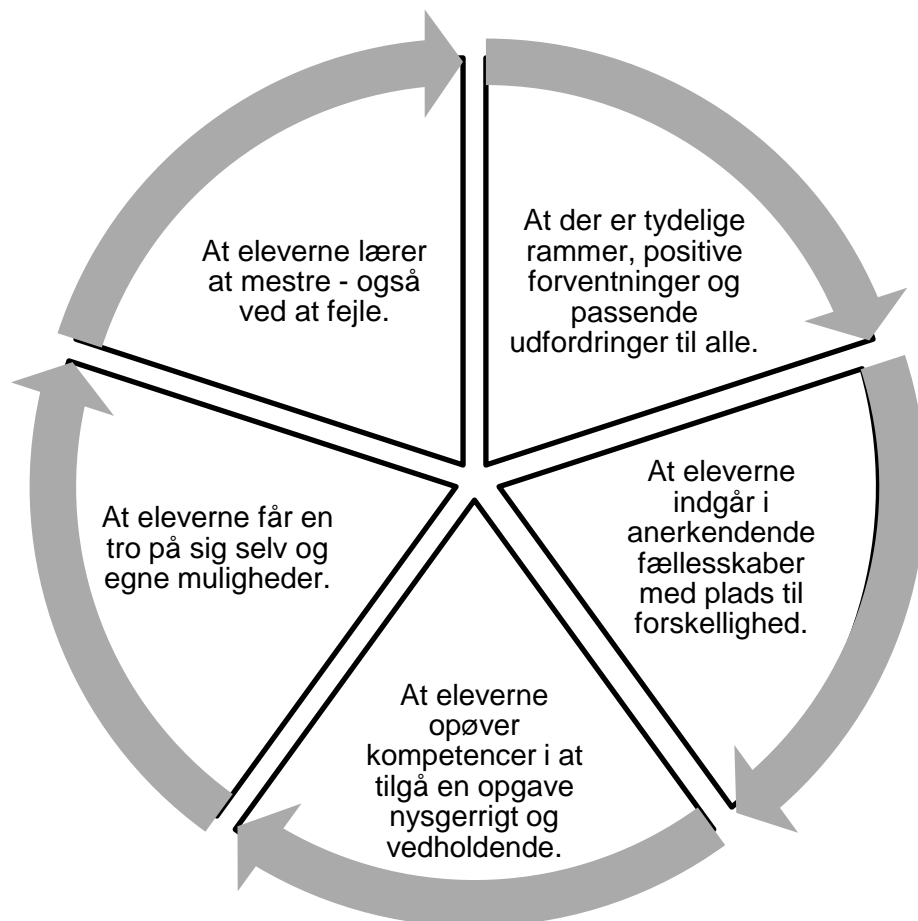 At der er tydelige
rammer, positive
forventninger og
passende
udfordringer til alle.
At eleverne
indgår i
anerkendende
fællesskaber
med plads til
forskellighed.
At eleverne
opøver
kompetencer i at
tilgå en opgave
nysgerrigt og
vedholdende.
At eleverne får en
tro på sig selv og
egne muligheder.
At eleverne lærer
at mestre - også
ved at fejle.